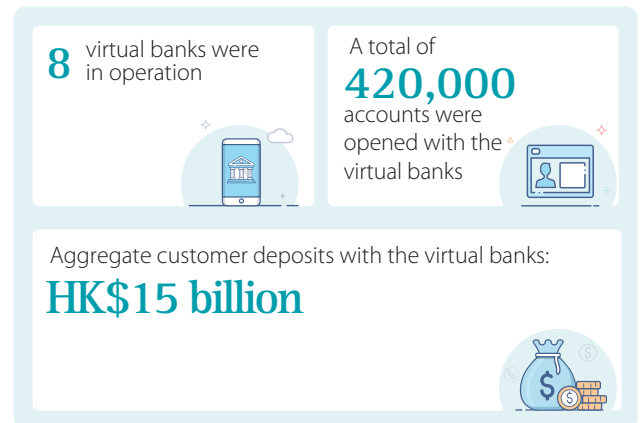 8 virtual banks were
in operation
A total of
420,000
accounts were
opened with the
virtual banks
Aggregate customer deposits with the virtual banks:
HK$15 billion
$
$
$
$